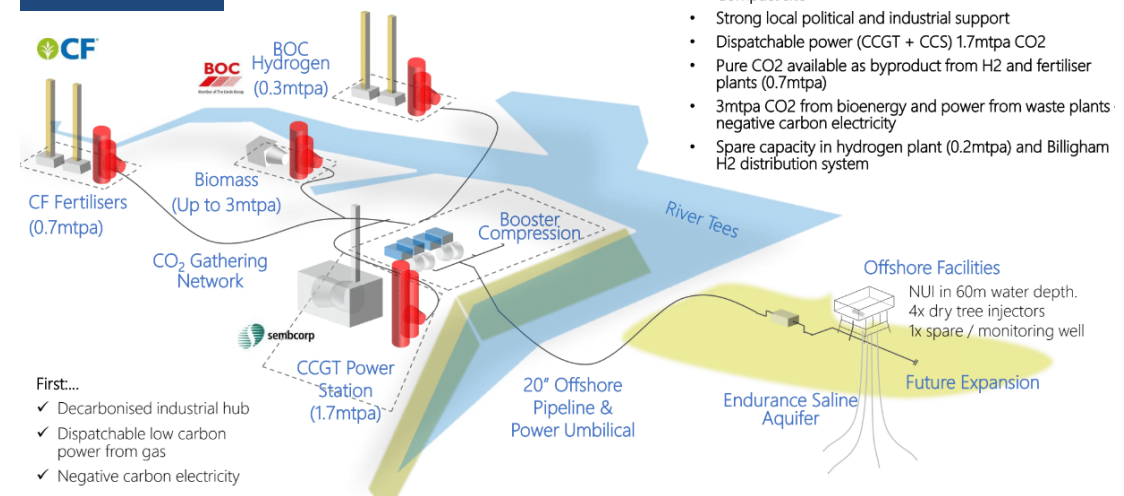 • Strong local political and industrial support
• Dispatchable power (CCGT + CCS) 1.7mtpa CO2
• Pure CO2 available as byproduct from H2 and fertiliser
plants (0.7mtpa)
• 3mtpa CO2 from bioenergy and power from waste plants -
negative carbon electricity
• Spare capacity in hydrogen plant (0.2mtpa) and Billigham
H2 distribution system
CF
BOC
BOC
Hydrogen
(0.3mtpa)
CF Fertilisers
(0.7mtpa)
Biomass
(Up to 3mtpa)
CO2 Gathering
Network
Booster
Compression
River Tees
sembcorp
CCGT Power
Station
(1.7mtpa)
20” Offshore
Pipeline &
Power Umbilical
Offshore Facilities
NUI in 60m water depth.
4x dry tree injectors
1x spare / monitoring well
Future Expansion
Endurance Saline
Aquifer
First:...
✓ Decarbonised industrial hub
✓ Dispatchable low carbon
power from gas
✓ Negative carbon electricity